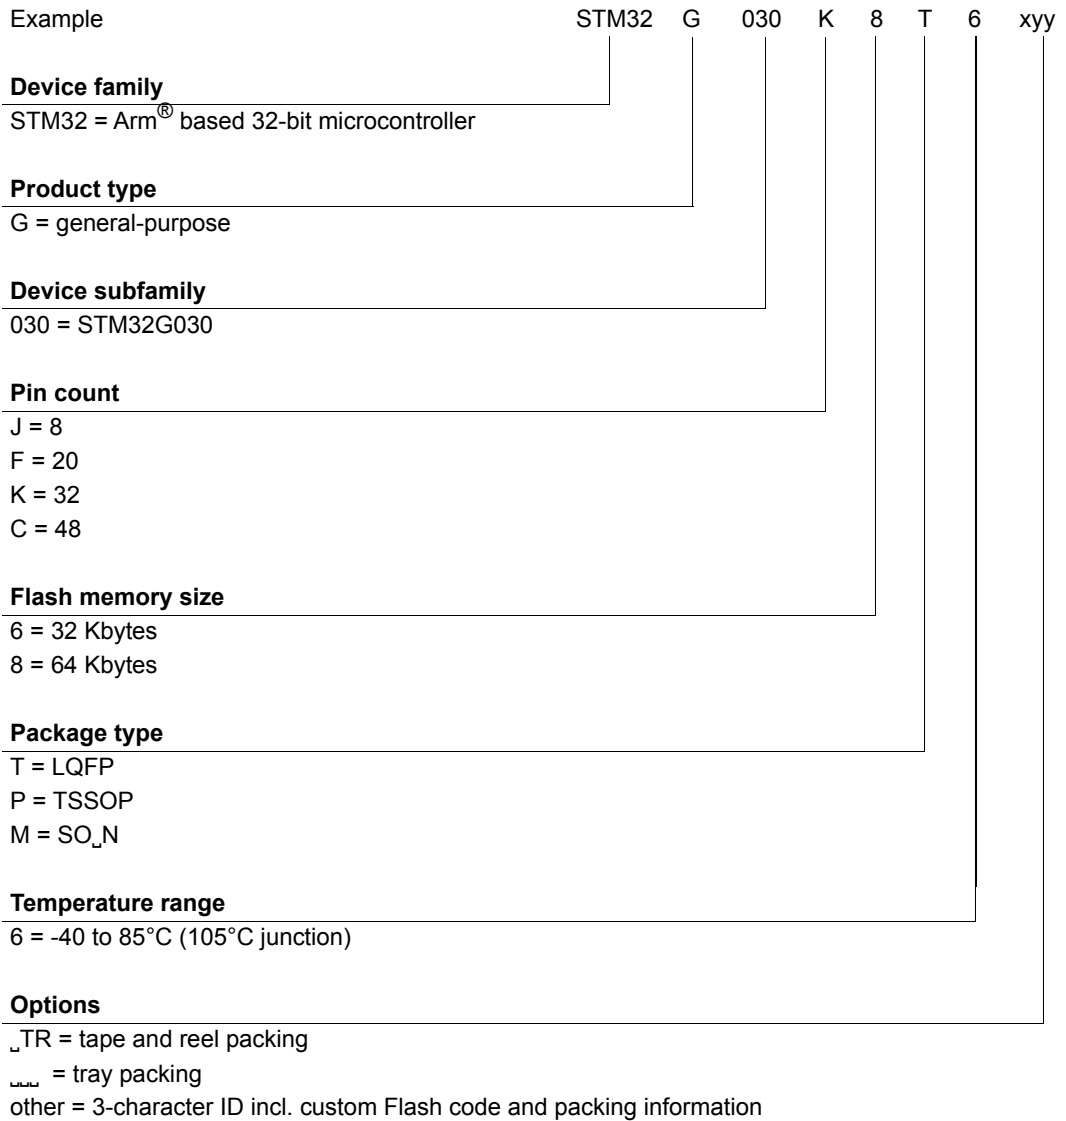 Example STM32 G 030 K 8 T 6 xyy
Device family
STM32 = Arm® based 32-bit microcontroller
Product type
G = general-purpose
Device subfamily
030 = STM32G030
Pin count
J = 8
F = 20
K = 32
C = 48
Flash memory size
6 = 32 Kbytes
8 = 64 Kbytes
Package type
T = LQFP
P = TSSOP
M = SO␣N
Temperature range
6 = -40 to 85°C (105°C junction)
Options
␣TR = tape and reel packing
␣␣␣ = tray packing
other = 3-character ID incl. custom Flash code and packing information